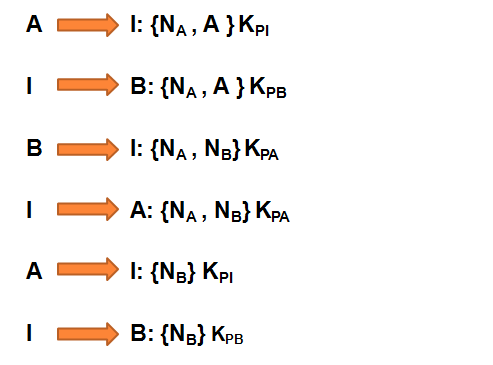 A I: {NA , A } KPI
I B: {NA , A } KPB
B I: {NA , NB} KPA
I A: {NA , NB} KPA
A I: {NB} KPI
I B: {NB} KPB